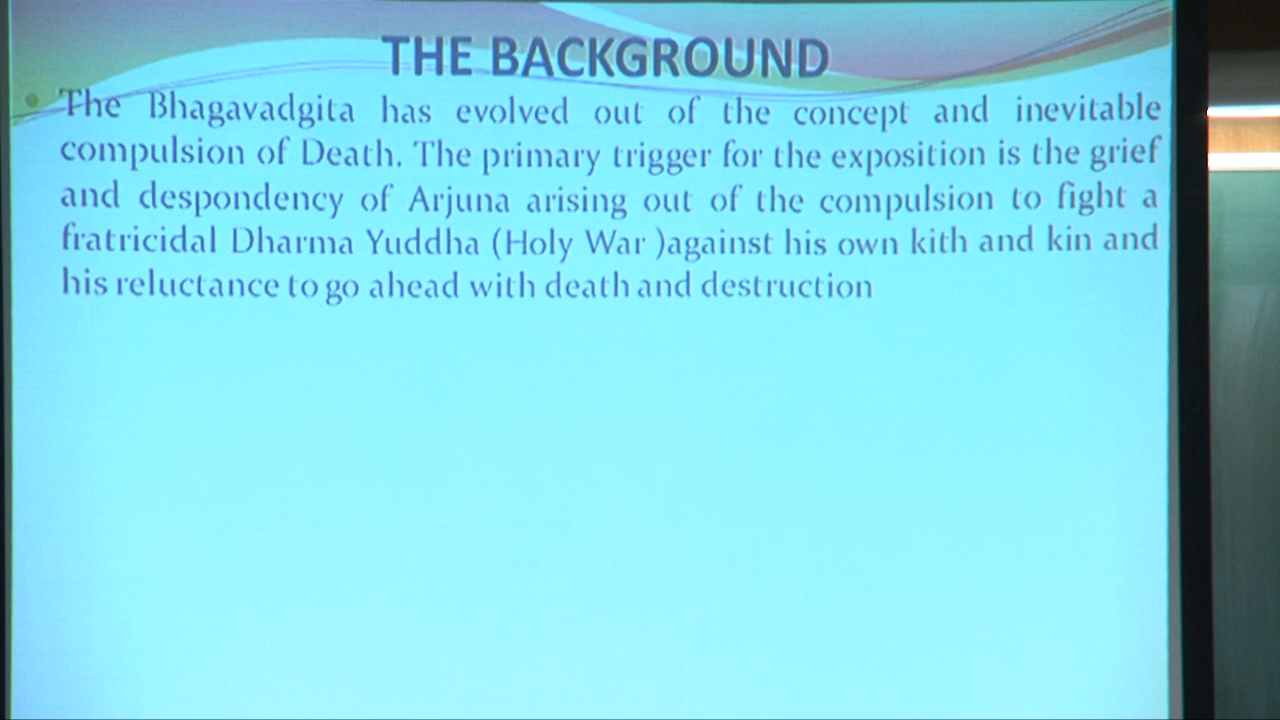 THE BACKGROUND
The Bhagavadgita has evolved out of the concept and inevitable
compulsion of Death. The primary trigger for the exposition is the grief
and despondency of Arjuna arising out of the compulsion to fight a
fratricidal Dharma Yuddha (Holy War )against his own kith and kin and
his reluctance to go ahead with death and destruction